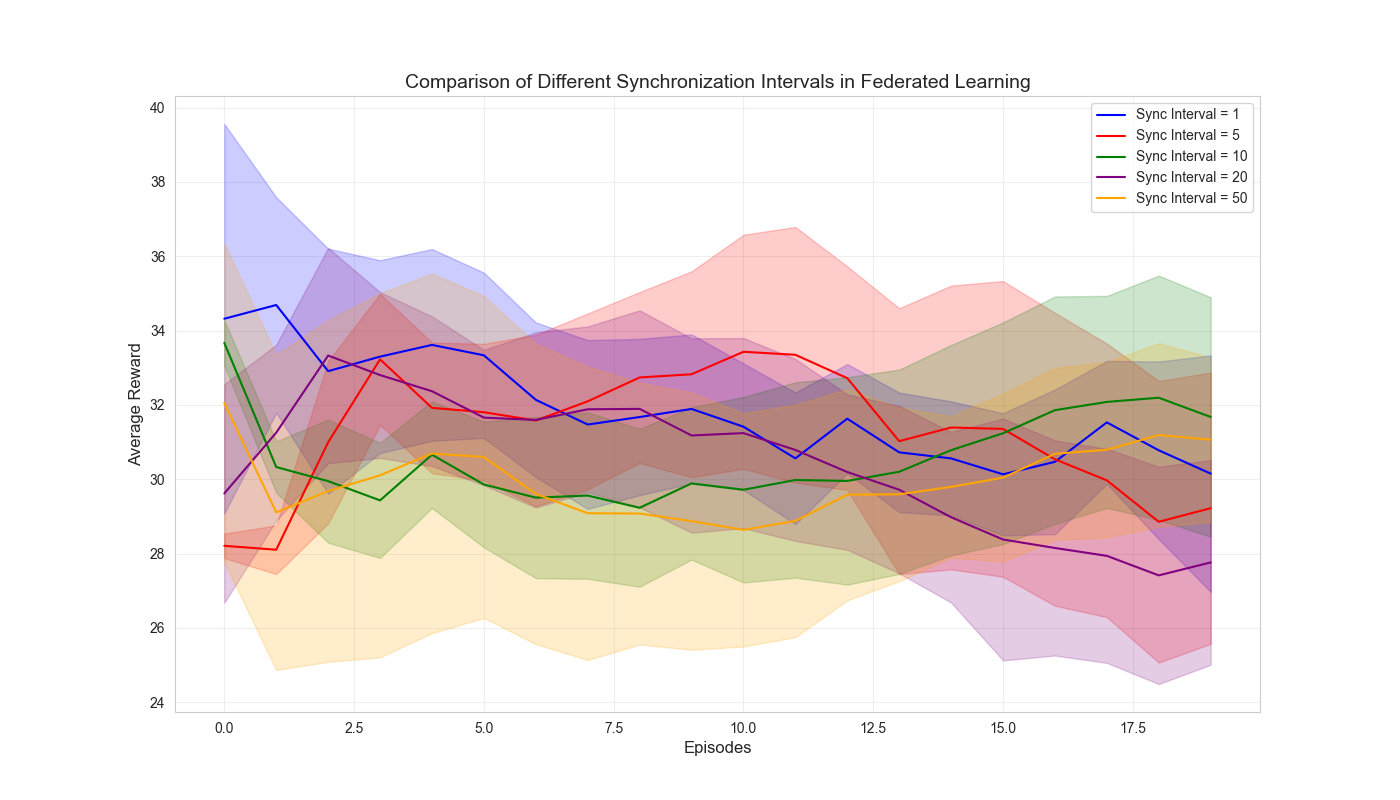 Comparison of Different Synchronization Intervals in Federated Learning
40
38
36
34
32
30
28
26
24
Average Reward
Sync Interval = 1
Sync Interval = 5
Sync Interval = 10
Sync Interval = 20
Sync Interval = 50
0.0 2.5 5.0 7.5 10.0 12.5 15.0 17.5
Episodes